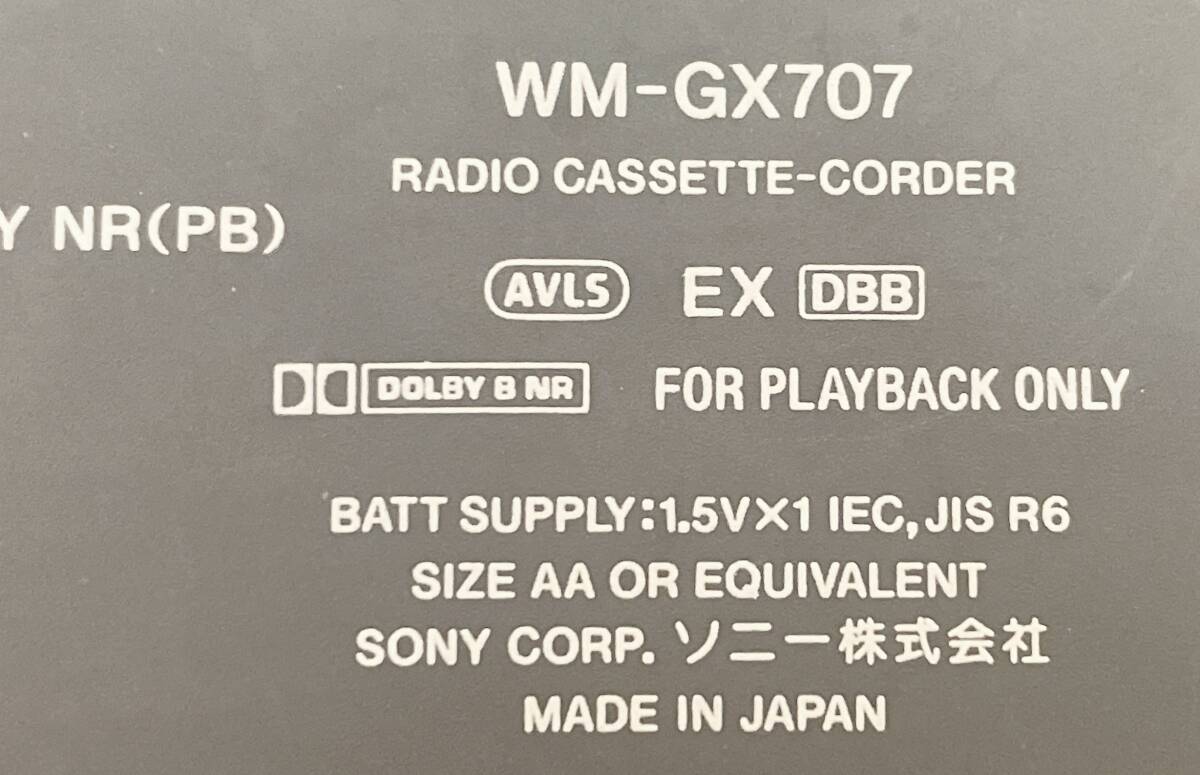 WM-GX707
RADIO CASSETTE-CORDER
Y NR(PB)
AVLS EX DBB
DOLBY B NR FOR PLAYBACK ONLY
BATT SUPPLY:1.5V×1 IEC,JIS R6
SIZE AA OR EQUIVALENT
SONY CORP. ソニー株式会社
MADE IN JAPAN